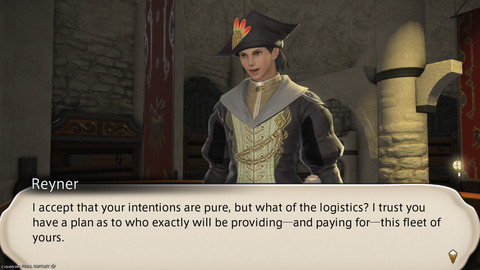 Reyner
I accept that your intentions are pure, but what of the logistics? I trust you
have a plan as to who exactly will be providing—and paying for—this fleet of
yours.